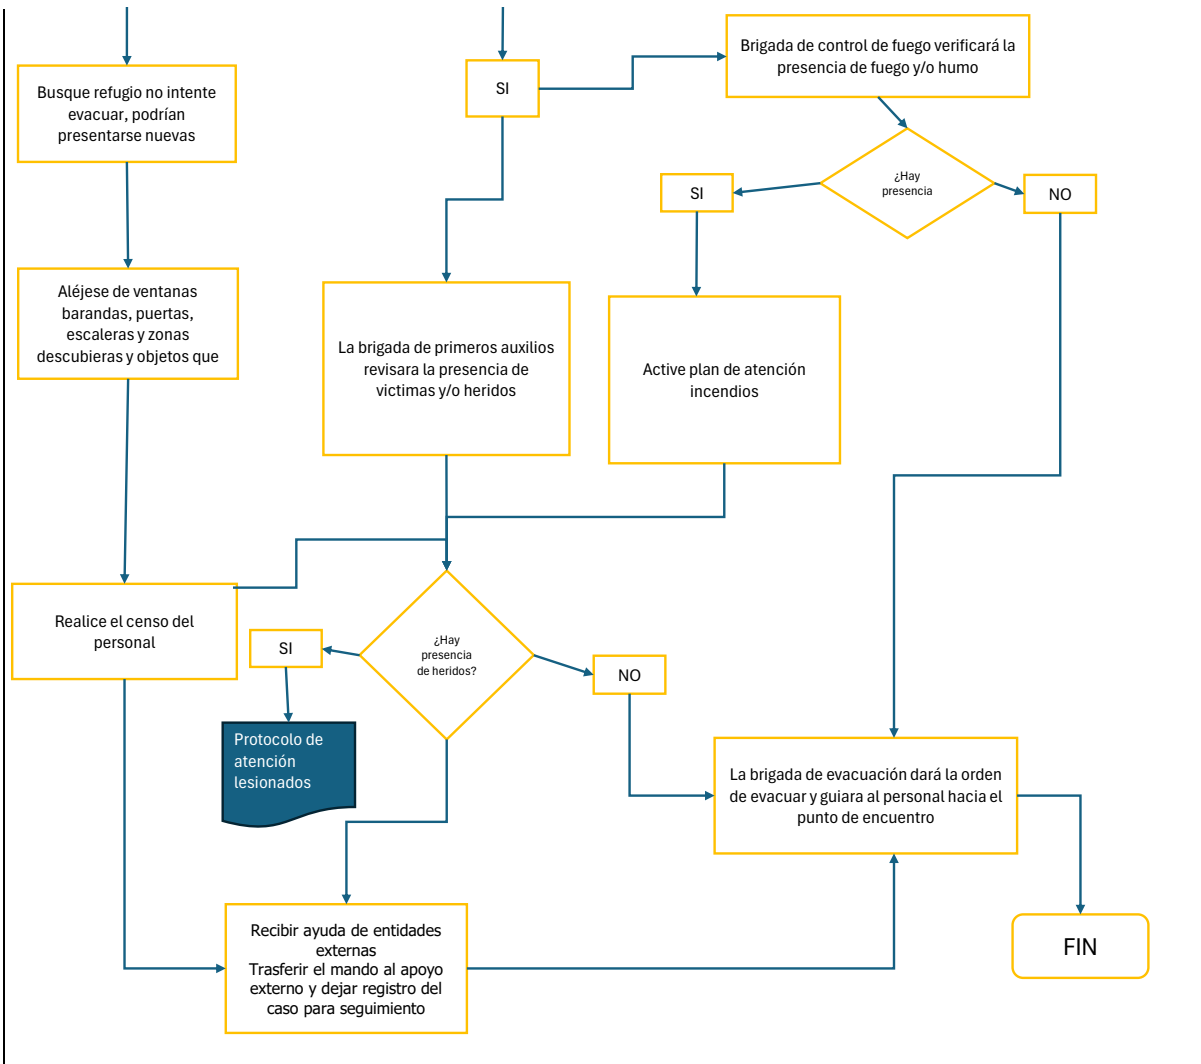 Busque refugio no intente
evacuar, podrían
presentarse nuevas
SI
Brigada de control de fuego verificará la
presencia de fuego y/o humo
¿Hay
presencia
SI
NO
Aléjese de ventanas
barandas, puertas,
escaleras y zonas
descubieras y objetos que
La brigada de primeros auxilios
revisara la presencia de
victimas y/o heridos
Active plan de atención
incendios
Realice el censo del
personal
¿Hay
presencia
de heridos?
SI
NO
Protocolo de
atención
lesionados
La brigada de evacuación dará la orden
de evacuar y guiara al personal hacia el
punto de encuentro
Recibir ayuda de entidades
externas
Trasferir el mando al apoyo
externo y dejar registro del
caso para seguimiento
FIN